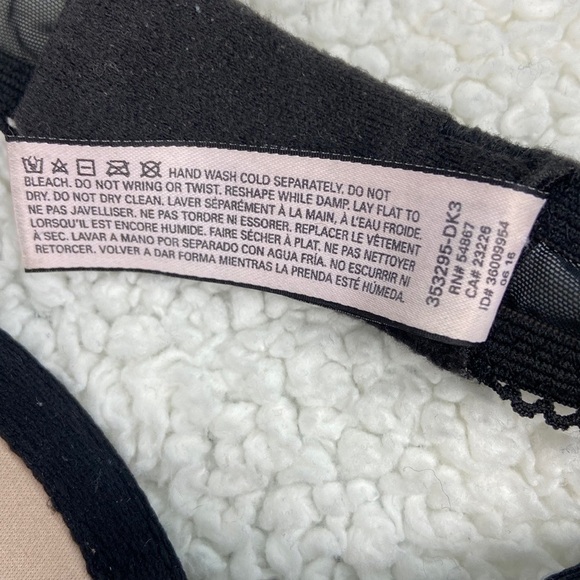 HAND WASH COLD SEPARATELY. DO NOT
BLEACH. DO NOT WRING OR TWIST. RESHAPE WHILE DAMP. LAY FLAT TO
DRY. DO NOT DRY CLEAN. LAVER SÉPARÉMENT À LA MAIN, À L'EAU FROIDE.
NE PAS JAVELLISER. NE PAS TORDRE NI ESSORER. REPLACER LE VÊTEMENT
LORSQU'IL EST ENCORE HUMIDE. FAIRE SÉCHER À PLAT. NE PAS NETTOYER
À SEC. LAVAR A MANO POR SEPARADO CON AGUA FRÍA. NO ESCURRIR NI
RETORCER. VOLVER A DAR FORMA MIENTRAS LA PRENDA ESTÉ HÚMEDA.
353295-DK3
RN# 54867
CA# 23226
ID# 36009954
06 16